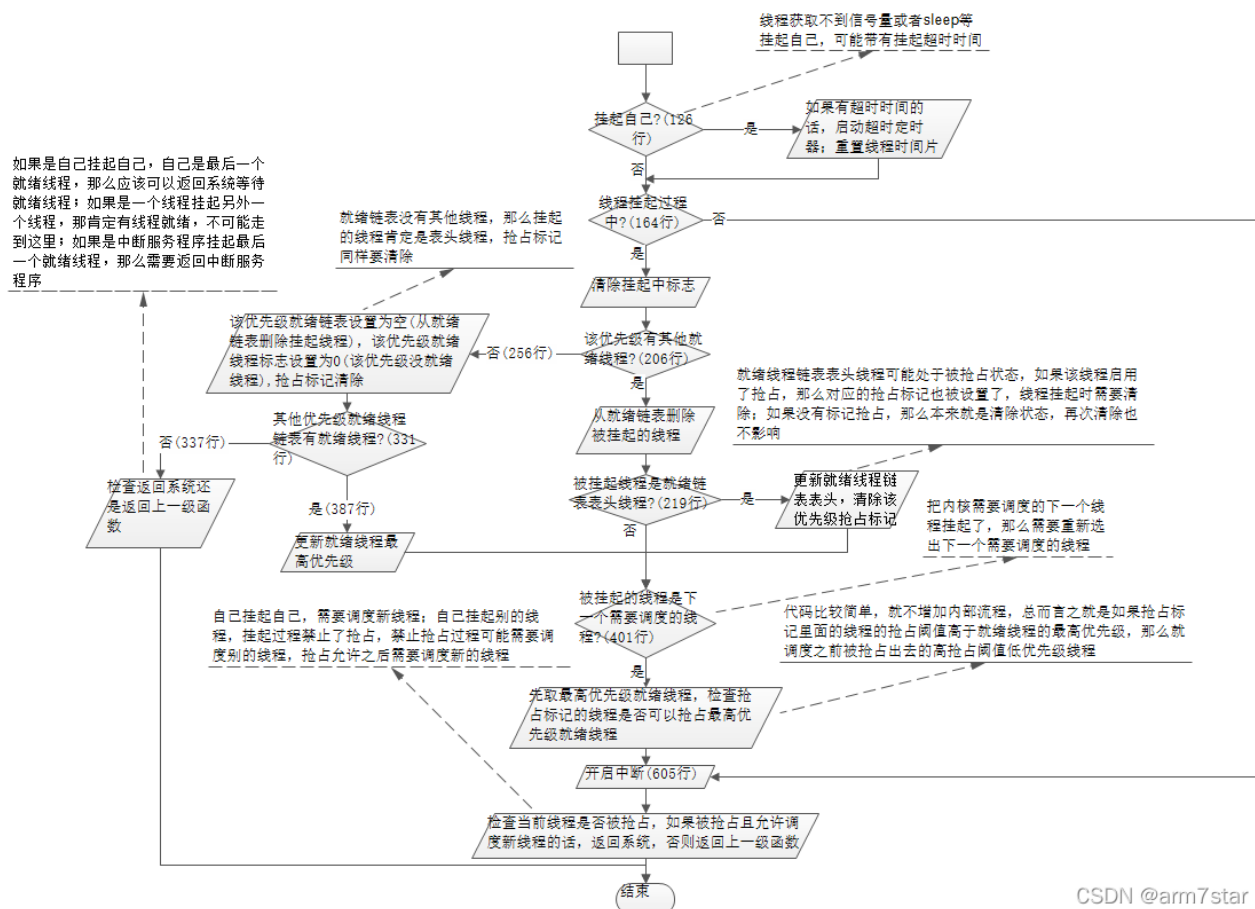 线程获取不到信号量或者sleep等
挂起自己，可能带有挂起超时时间
挂起自己?(126
行)
是
如果有超时时间的
话，启动超时定时
器；重置线程时间片
否
如果是自己挂起自己，自己是最后一个
就绪线程，那么应该可以返回系统等待
就绪线程；如果是一个线程挂起另外一
个线程，那肯定有线程就绪，不可能走
到这里；如果是中断服务程序挂起最后
一个就绪线程，那么需要返回中断服务
程序
线程挂起过程
中?(164行)
否
是
就绪链表没有其他线程，那么挂起
的线程肯定是表头线程，抢占标记
同样要清除
清除挂起中标志
该优先级就绪链表设置为空(从就绪
链表删除挂起线程)，该优先级就绪
线程标志设置为0(该优先级没就绪
线程),抢占标记清除
否(256行)
该优先级有其他就
绪线程?(206行)
是
就绪线程链表表头线程可能处于被抢占状态，如果该线程启用
了抢占，那么对应的抢占标记也被设置了，线程挂起时需要清
除；如果没有标记抢占，那么本来就是清除状态，再次清除也
不影响
从就绪链表删除
被挂起的线程
其他优先级就绪线程
链表有就绪线程?(331
行)
否(337行)
检查返回系统还
是返回上一级函
数
是(387行)
更新就绪线程最
高优先级
被挂起线程是就绪链
表表头线程?(219行)
是
更新就绪线程链
表表头，清除该
优先级抢占标记
否
把内核需要调度的下一个线
程挂起了，那么需要重新选
出下一个需要调度的线程
被挂起的线程是下
一个需要调度的线
程?(401行)
是
自己挂起自己，需要调度新线程；自己挂起别的线
程，挂起过程禁止了抢占，禁止抢占过程可能需要调
度别的线程，抢占允许之后需要调度新的线程
代码比较简单，就不增加内部流程，总而言之就是如果抢占标
记里面的线程的抢占阈值高于就绪线程的最高优先级，那么就
调度之前被抢占出去的高抢占阈值低优先级线程
先取最高优先级就绪线程，检查抢
占标记的线程是否可以抢占最高优
先级就绪线程
开启中断(605行)
检查当前线程是否被抢占，如果被抢占且允许调
度新线程的话，返回系统，否则返回上一级函数
结束
CSDN @arm7star